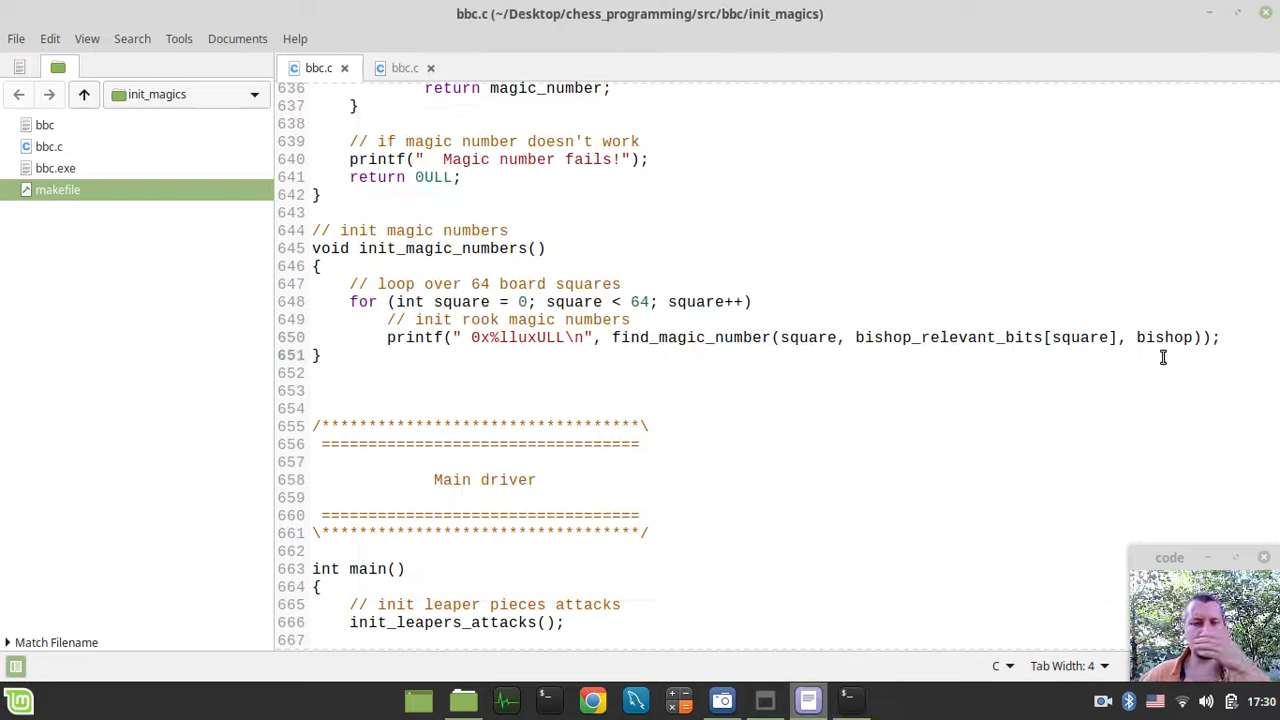 bbc.c (~/Desktop/chess_programming/src/bbc/init_magics)
File Edit View Search Tools Documents Help
bbc.c bbc.c
init_magics
bbc
bbc.c
bbc.exe
makefile
Match Filename
636 return magic_number;
637 }
638
639 // if magic number doesn't work
640 printf("  Magic number fails!");
641 return 0ULL;
642 }
643
644 // init magic numbers
645 void init_magic_numbers()
646 {
647 // loop over 64 board squares
648 for (int square = 0; square < 64; square++)
649 // init rook magic numbers
650 printf(" 0x%lluxULL\n", find_magic_number(square, bishop_relevant_bits[square], bishop));
651 }
652
653
654
655 /**********************************\
656 ==================================
657
658 Main driver
659
660 ==================================
661 \**********************************/
662
663 int main()
664 {
665 // init leaper pieces attacks
666 init_leapers_attacks();
667
code
C Tab Width: 4
17:30